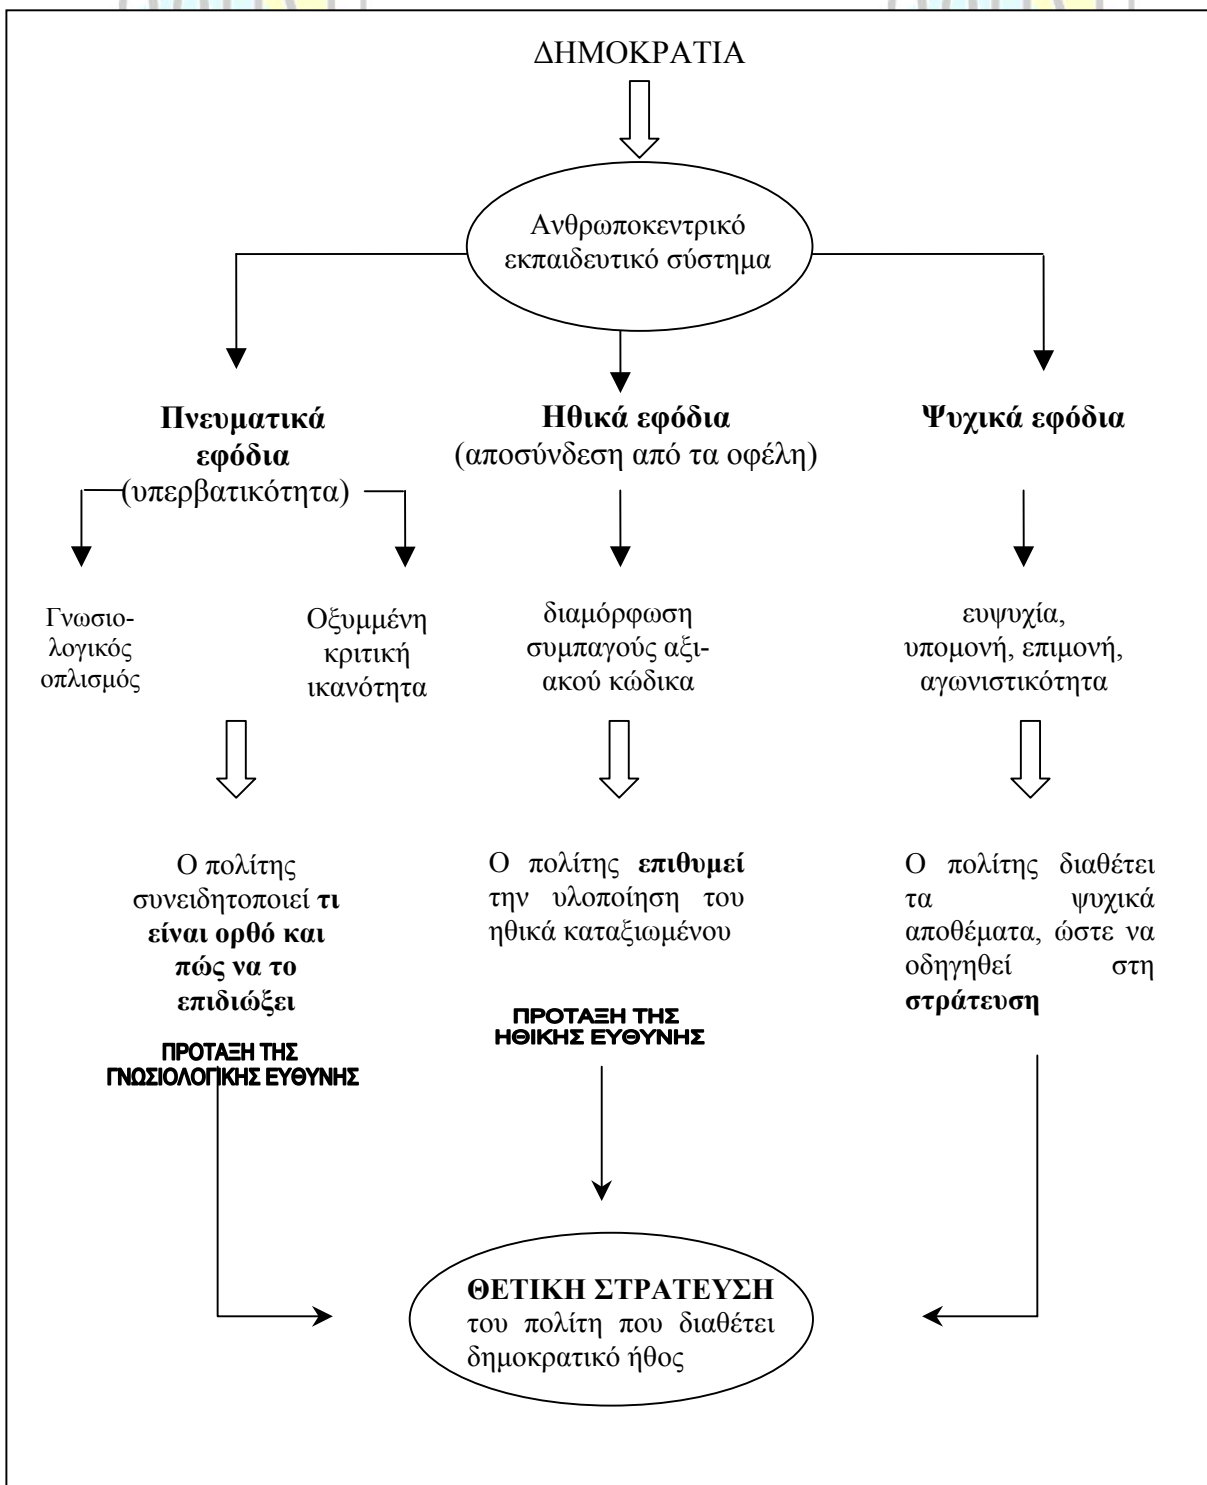 ΔΗΜΟΚΡΑΤΙΑ
Ανθρωποκεντρικό
εκπαιδευτικό σύστημα
Πνευματικά
εφόδια
(υπερβατικότητα)
Ηθικά εφόδια
(αποσύνδεση από τα οφέλη)
Ψυχικά εφόδια
Γνωσιο-
λογικός
οπλισμός
Οξυμμένη
κριτική
ικανότητα
διαμόρφωση
συμπαγούς αξι-
ακού κώδικα
ευψυχία,
υπομονή, επιμονή,
αγωνιστικότητα
Ο πολίτης
συνειδητοποιεί τι
είναι ορθό και
πώς να το
επιδιώξει
ΠΡΟΤΑΞΗ ΤΗΣ
ΓΝΩΣΙΟΛΟΓΙΚΗΣ ΕΥΘΥΝΗΣ
Ο πολίτης επιθυμεί
την υλοποίηση του
ηθικά καταξιωμένου
ΠΡΟΤΑΞΗ ΤΗΣ
ΗΘΙΚΗΣ ΕΥΘΥΝΗΣ
Ο πολίτης διαθέτει
τα ψυχικά
αποθέματα, ώστε να
οδηγηθεί στη
στράτευση
ΘΕΤΙΚΗ ΣΤΡΑΤΕΥΣΗ
του πολίτη που διαθέτει
δημοκρατικό ήθος